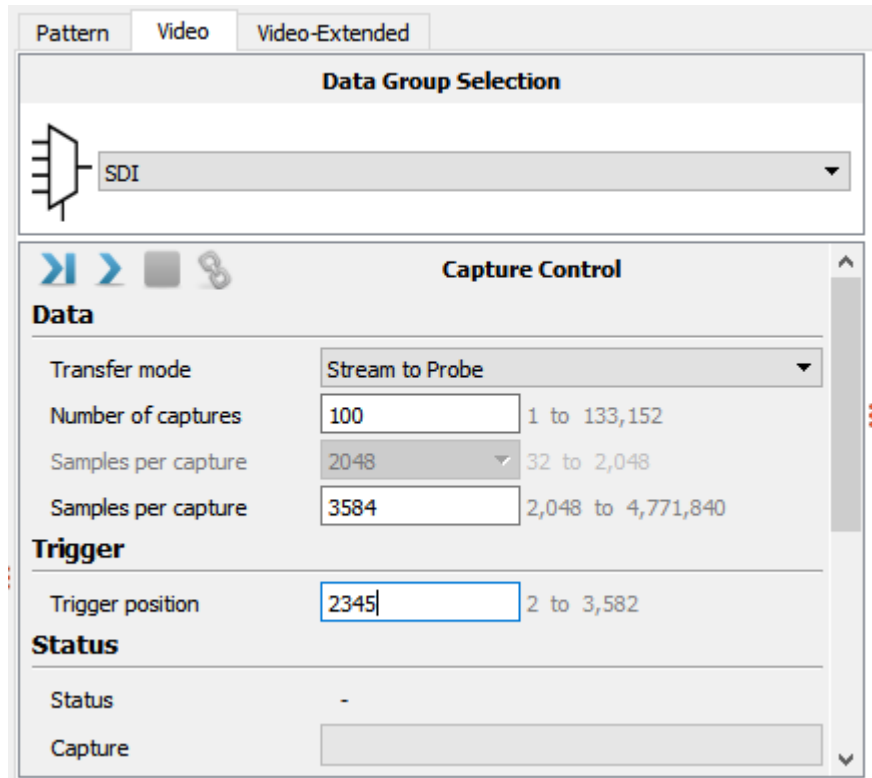 Pattern Video Video-Extended
Data Group Selection
SDI
Capture Control
Data
Transfer mode Stream to Probe
Number of captures 100 1 to 133,152
Samples per capture 2048 32 to 2,048
Samples per capture 3584 2,048 to 4,771,840
Trigger
Trigger position 2345 2 to 3,582
Status
Status -
Capture